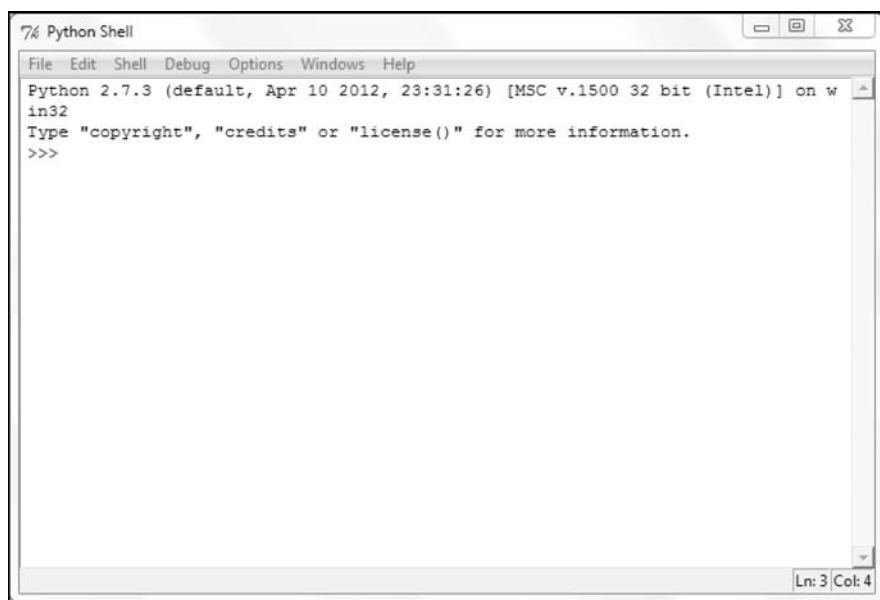 7% Python Shell
File Edit Shell Debug Options Windows Help
Python 2.7.3 (default, Apr 10 2012, 23:31:26) [MSC v.1500 32 bit (Intel)] on w
in32
Type "copyright", "credits" or "license()" for more information.
>>>
Ln: 3 Col: 4